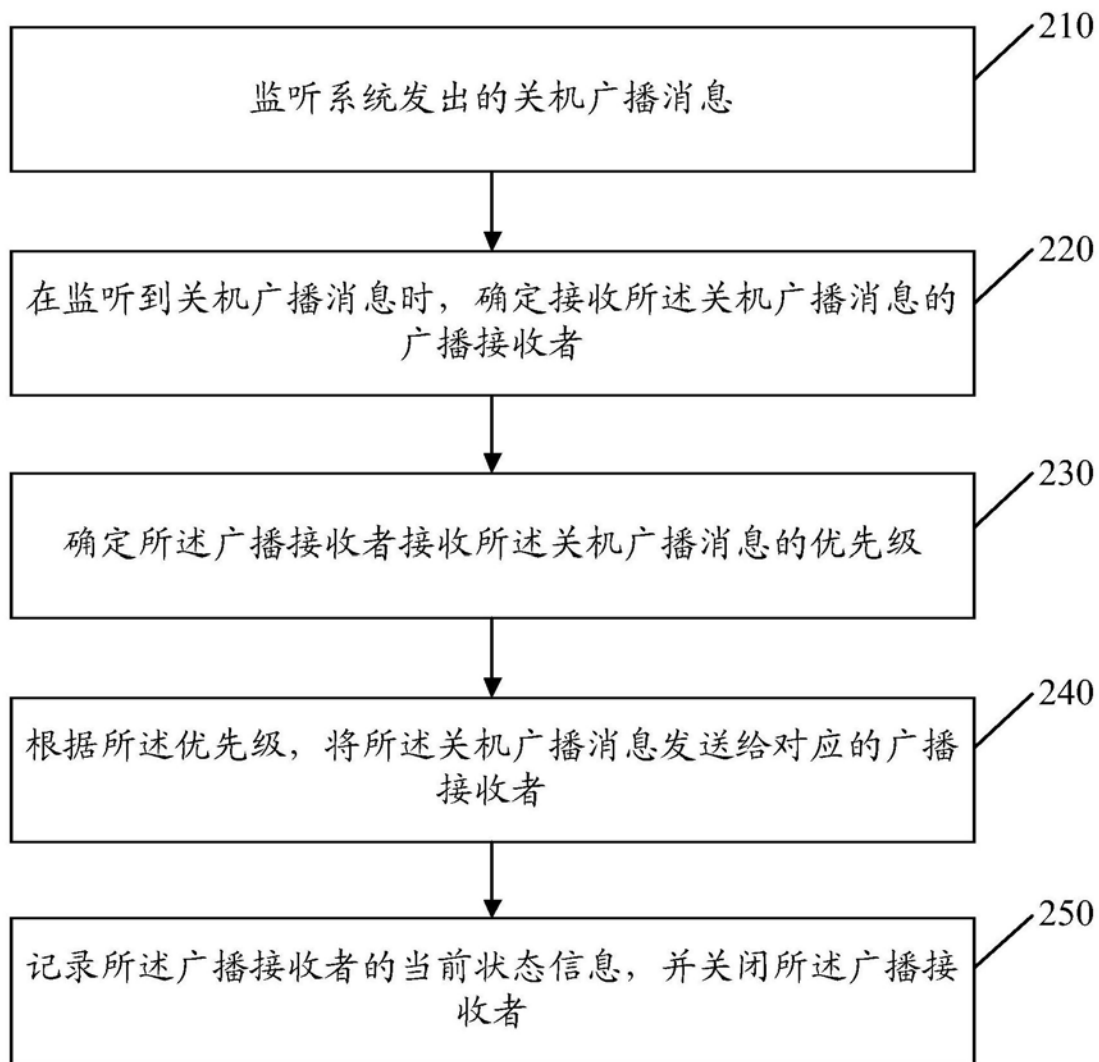 210
监听系统发出的关机广播消息
220
在监听到关机广播消息时，确定接收所述关机广播消息的
广播接收者
230
确定所述广播接收者接收所述关机广播消息的优先级
240
根据所述优先级，将所述关机广播消息发送给对应的广播
接收者
250
记录所述广播接收者的当前状态信息，并关闭所述广播接
收者